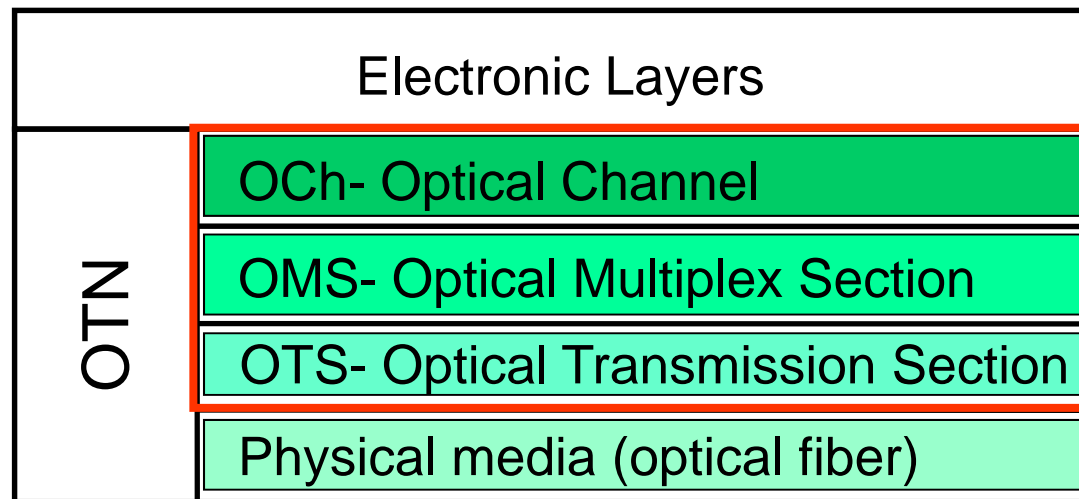 Electronic Layers
OTN
OCh- Optical Channel
OMS- Optical Multiplex Section
OTS- Optical Transmission Section
Physical media (optical fiber)